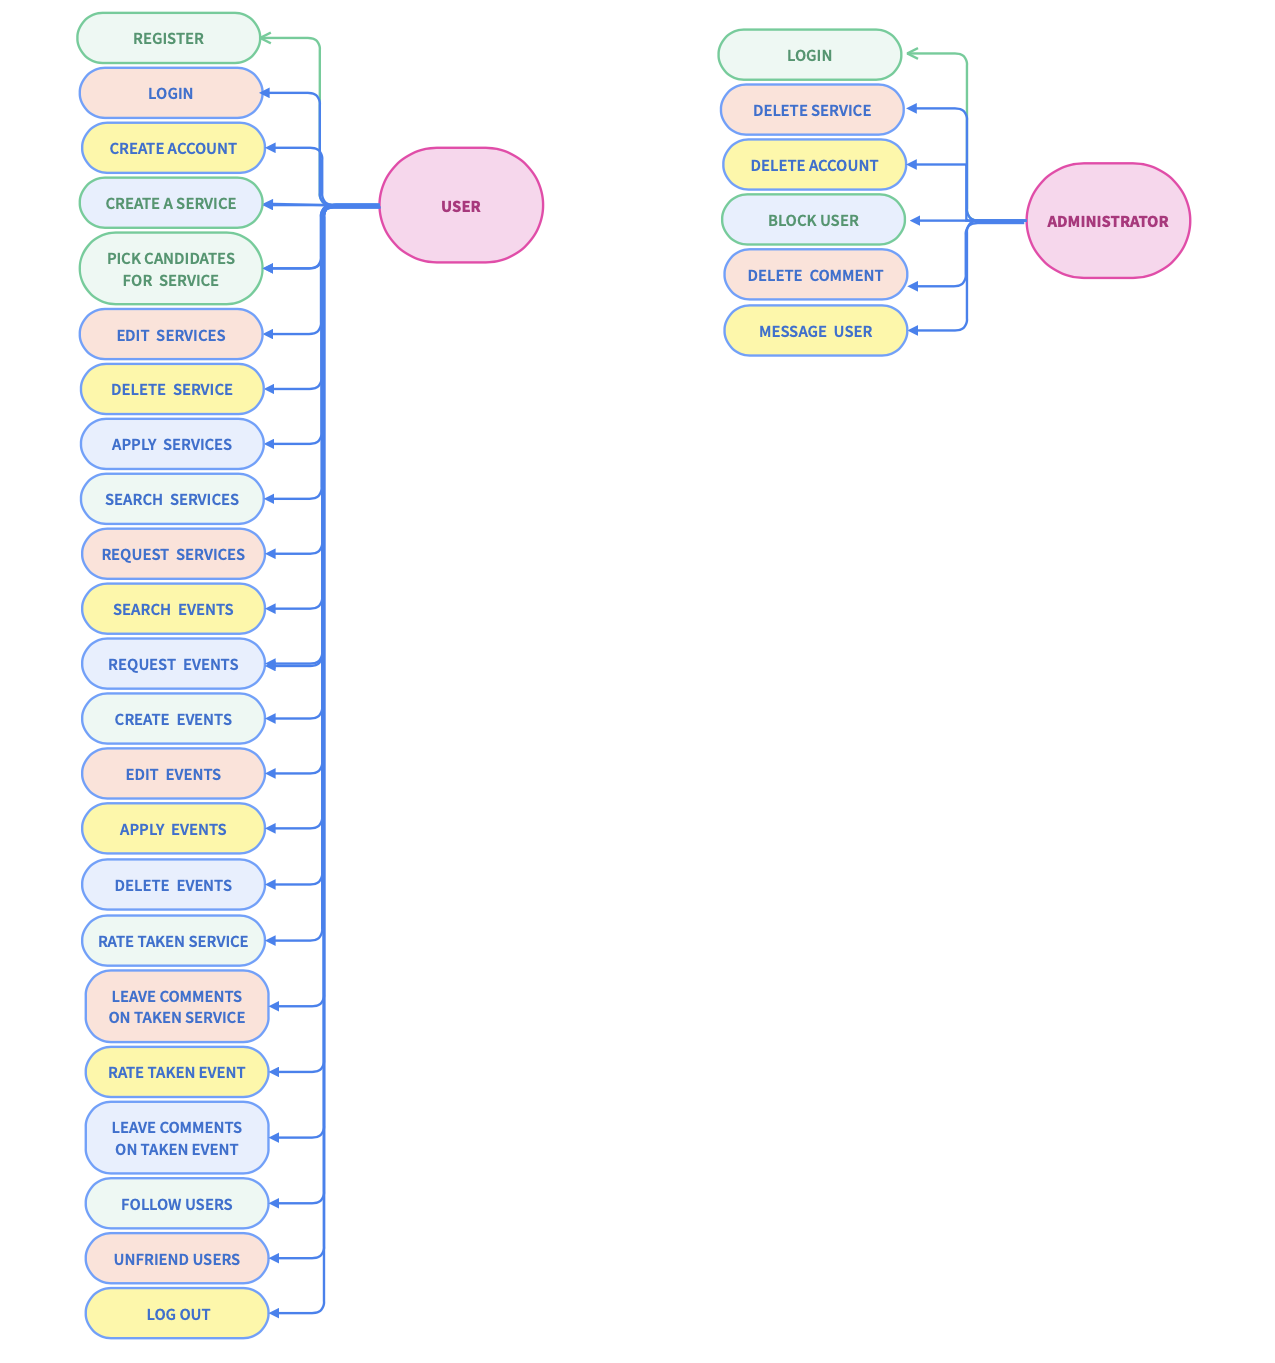 REGISTER
LOGIN
CREATE ACCOUNT
CREATE A SERVICE
PICK CANDIDATES
FOR SERVICE
EDIT SERVICES
DELETE SERVICE
APPLY SERVICES
SEARCH SERVICES
REQUEST SERVICES
SEARCH EVENTS
REQUEST EVENTS
CREATE EVENTS
EDIT EVENTS
APPLY EVENTS
DELETE EVENTS
RATE TAKEN SERVICE
LEAVE COMMENTS
ON TAKEN SERVICE
RATE TAKEN EVENT
LEAVE COMMENTS
ON TAKEN EVENT
FOLLOW USERS
UNFRIEND USERS
LOG OUT
USER
LOGIN
DELETE SERVICE
DELETE ACCOUNT
BLOCK USER
DELETE COMMENT
MESSAGE USER
ADMINISTRATOR